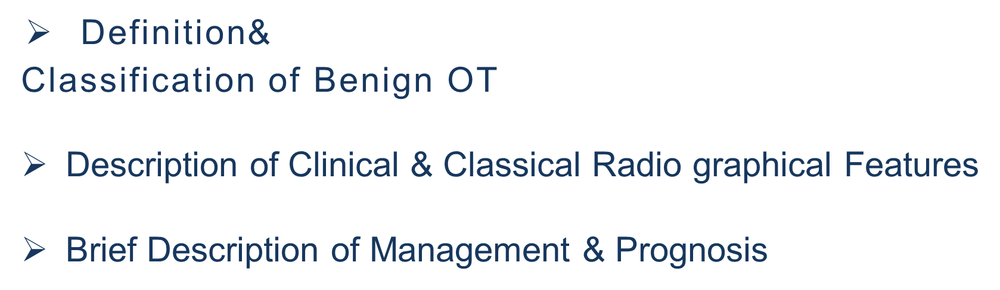 ➢ Definition&
Classification of Benign OT
➢ Description of Clinical & Classical Radio graphical Features
➢ Brief Description of Management & Prognosis